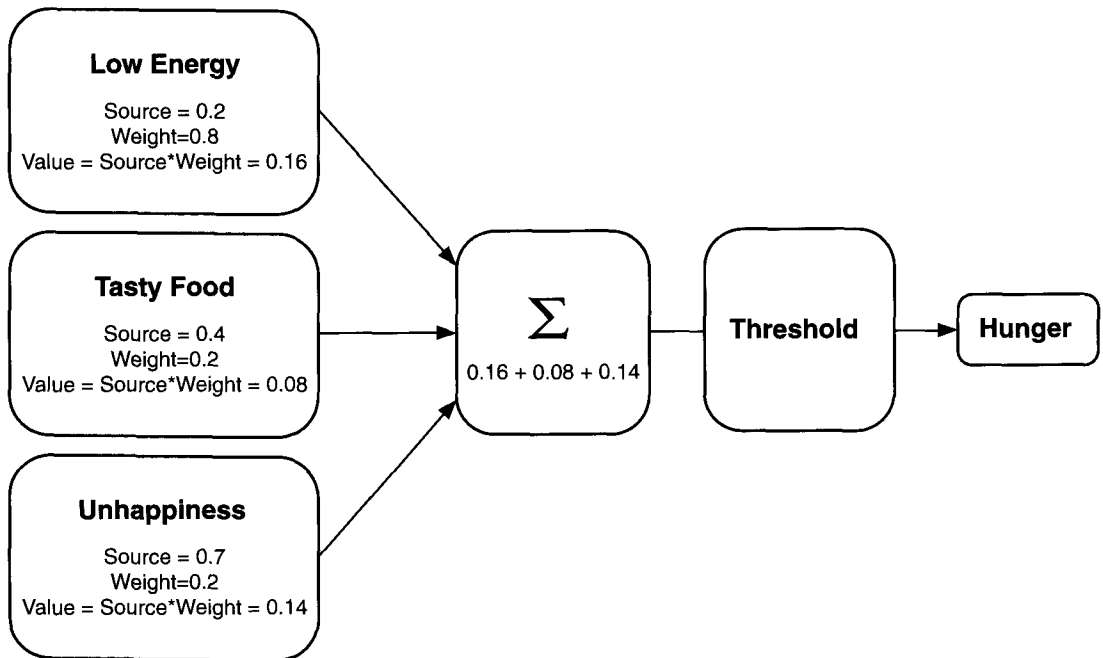 Low Energy
Source = 0.2
Weight=0.8
Value = Source*Weight = 0.16
Tasty Food
Source = 0.4
Weight=0.2
Value = Source*Weight = 0.08
Unhappiness
Source = 0.7
Weight=0.2
Value = Source*Weight = 0.14
Σ
0.16 + 0.08 + 0.14
Threshold
Hunger